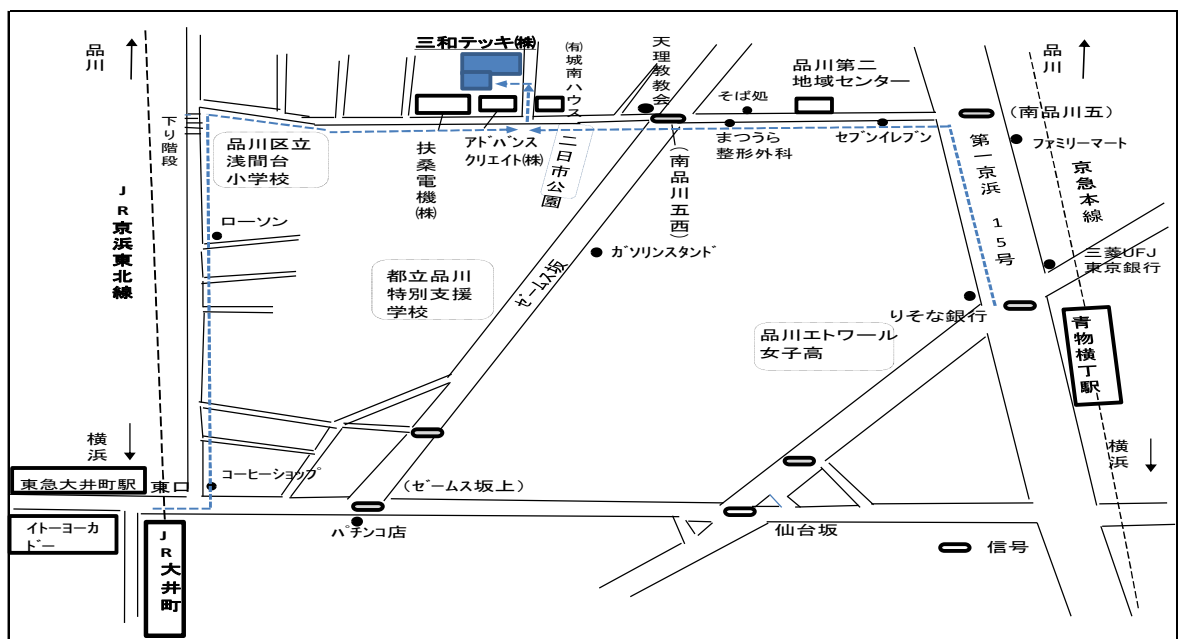 品川
三和テッキ㈱
㈲城南ハウス
天理教教会
品川第二
地域センター
品川
そば処
(南品川五)
下り階段
品川区立
浅間台
小学校
扶桑電機㈱
アドバンス
クリエイト㈱
二日市公園
(南品川五西)
まつうら
整形外科
セブンイレブン
第一京浜 15号
ファミリーマート
京急本線
JR京浜東北線
ローソン
ガソリンスタンド
三菱UFJ
東京銀行
都立品川
特別支援
学校
ゼームス坂
りそな銀行
品川エトワール
女子高
青物横丁駅
横浜
横浜
東急大井町駅
東口
コーヒーショップ
(ゼームス坂上)
イトーヨーカ
ドー
JR大井町
パチンコ店
仙台坂
信号